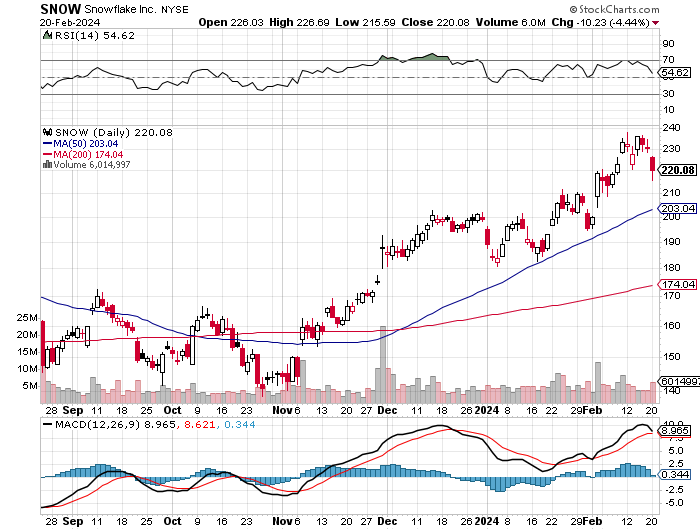 SNOW Snowflake Inc. NYSE © StockCharts.com
20-Feb-2024 Open 226.03 High 226.69 Low 215.59 Close 220.08 Volume 6.0M Chg -10.23 (-4.44%)
RSI(14) 54.62
90
70
54.62
30
10
SNOW (Daily) 220.08
MA(50) 203.04
MA(200) 174.04
Volume 6,014,997
240
230
220.08
210
203.04
200
190
180
174.04
170
160
150
140
25M
20M
15M
10M
5M
6014997
28 Sep 11 18 25 Oct 9 16 23 Nov 6 13 20 27 Dec 11 18 26 2024 8 16 22 29 Feb 12 20
MACD(12,26,9) 8.965, 8.621, 0.344
10.0
8.965
5.0
2.5
0.344
-2.5
-5.0
28 Sep 11 18 25 Oct 9 16 23 Nov 6 13 20 27 Dec 11 18 26 2024 8 16 22 29 Feb 12 20